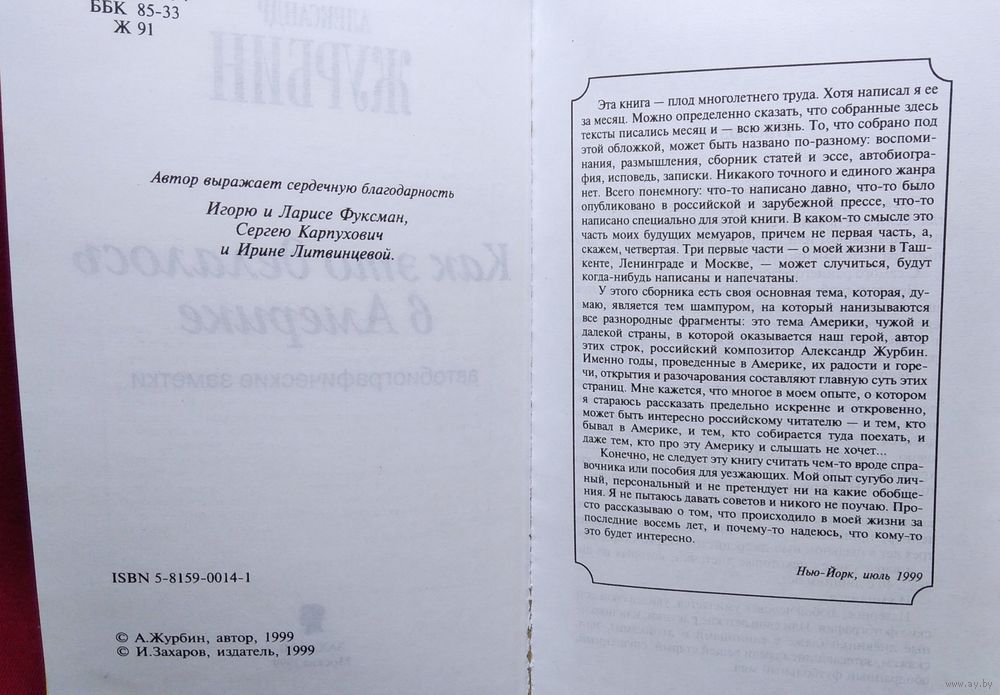 ББК 85-33
Ж 91
АЛЕКСАНДР
ЖУРБИН
Автор выражает сердечную благодарность
Игорю и Ларисе Фуксман,
Сергею Карпухович
и Ирине Литвинцевой.
Как это делалось
в Америке
автобиографические заметки
ISBN 5-8159-0014-1
© А.Журбин, автор, 1999
© И.Захаров, издатель, 1999
Эта книга — плод многолетнего труда. Хотя написал я ее
за месяц. Можно определенно сказать, что собранные здесь
тексты писались месяц и — всю жизнь. То, что собрано под
этой обложкой, может быть названо по-разному: воспоми-
нания, размышления, сборник статей и эссе, автобиогра-
фия, исповедь, записки. Никакого точного и единого жанра
нет. Всего понемногу: что-то написано давно, что-то было
опубликовано в российской и зарубежной прессе, что-то
написано специально для этой книги. В каком-то смысле это
часть моих будущих мемуаров, причем не первая часть, а,
скажем, четвертая. Три первые части — о моей жизни в Таш-
кенте, Ленинграде и Москве, — может случиться, будут
когда-нибудь написаны и напечатаны.
У этого сборника есть своя основная тема, которая, ду-
маю, является тем шампуром, на который нанизываются
все разнородные фрагменты: это тема Америки, чужой и
далекой страны, в которой оказывается наш герой, автор
этих строк, российский композитор Александр Журбин.
Именно годы, проведенные в Америке, их радости и горе-
чи, открытия и разочарования составляют главную суть этих
страниц. Мне кажется, что многое в моем опыте, о котором
я стараюсь рассказать предельно искренне и откровенно,
может быть интересно российскому читателю — и тем, кто
бывал в Америке, и тем, кто собирается туда поехать, и
даже тем, кто про эту Америку и слышать не хочет...
Конечно, не следует эту книгу считать чем-то вроде спра-
вочника или пособия для уезжающих. Мой опыт сугубо лич-
ный, персональный и не претендует ни на какие обобще-
ния. Я не пытаюсь давать советов и никого не поучаю. Про-
сто рассказываю о том, что происходило в моей жизни за
последние восемь лет, и почему-то надеюсь, что кому-то
это будет интересно.
Нью-Йорк, июль 1999
www.ay.by